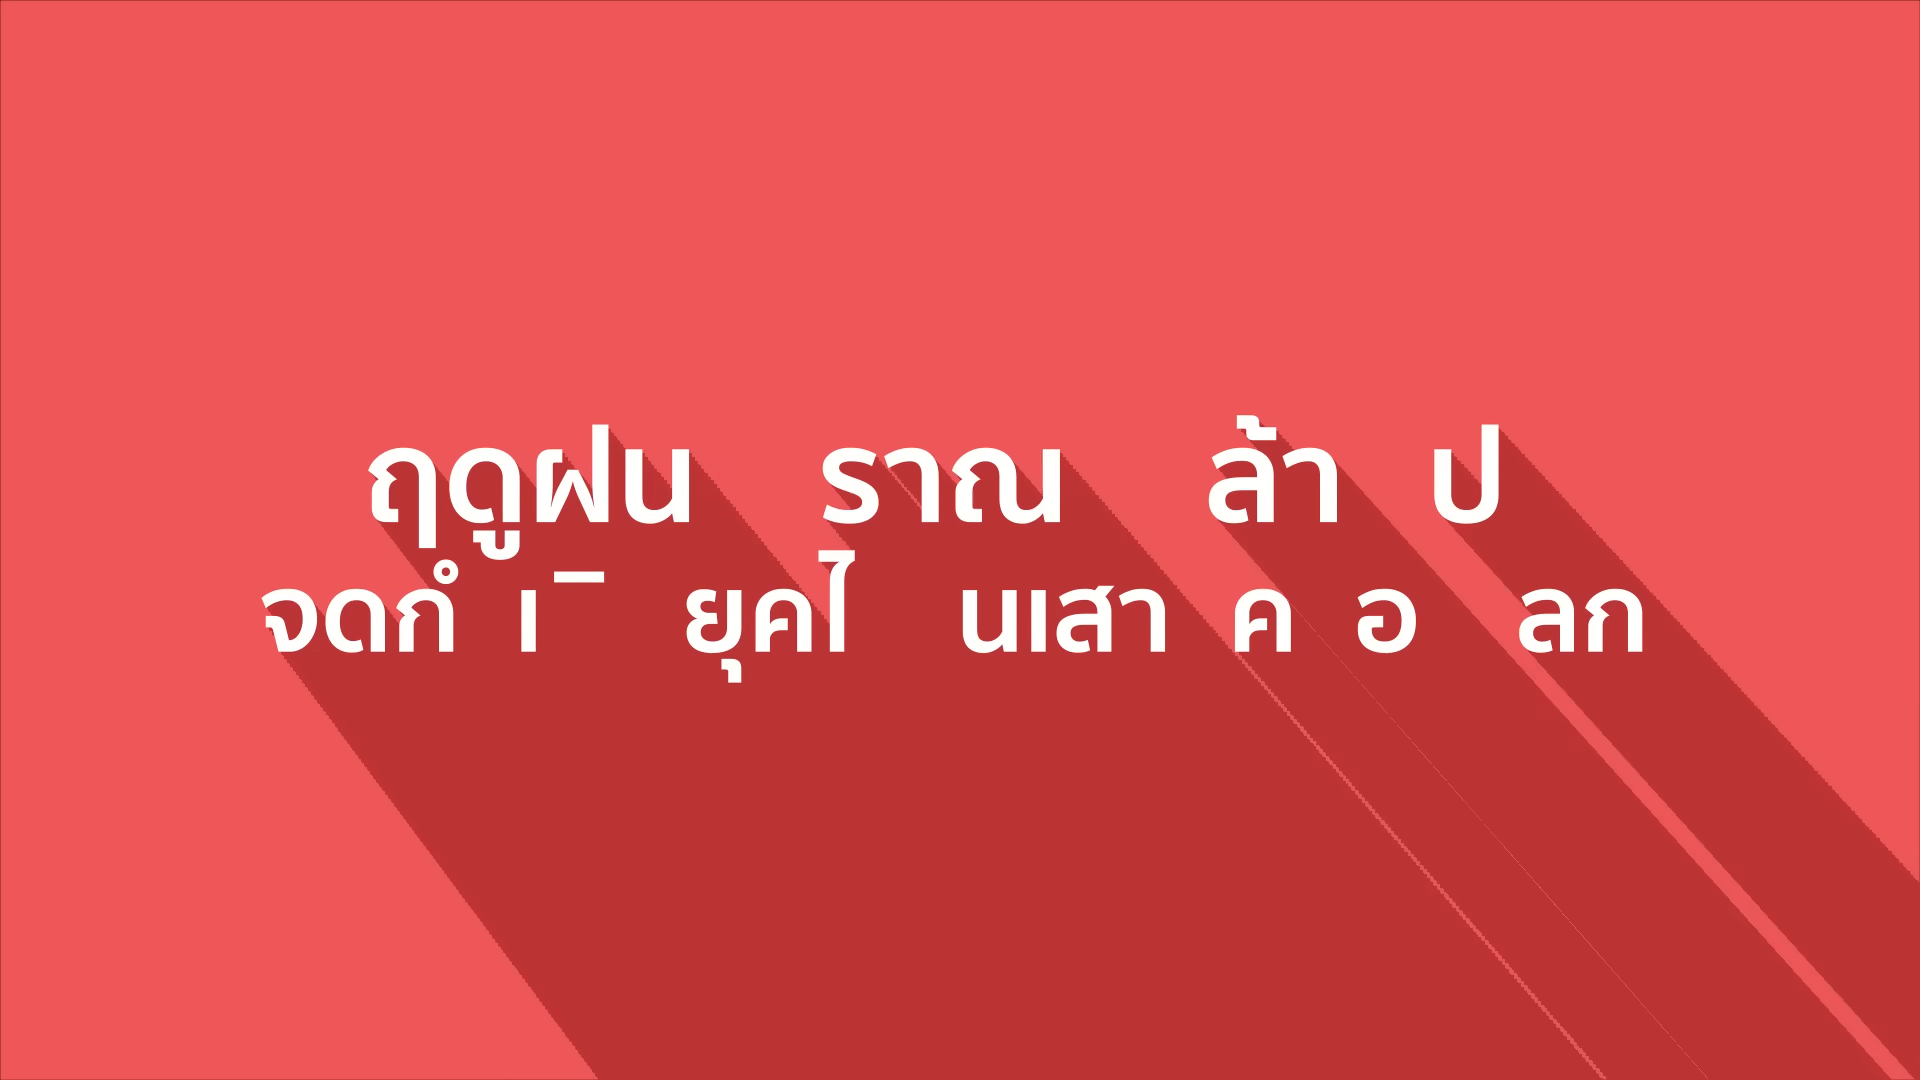 ฤดูฝน ราณ ล้า ป
จดกํ เ ¯ ยุคไ นเสา ค อ ลก